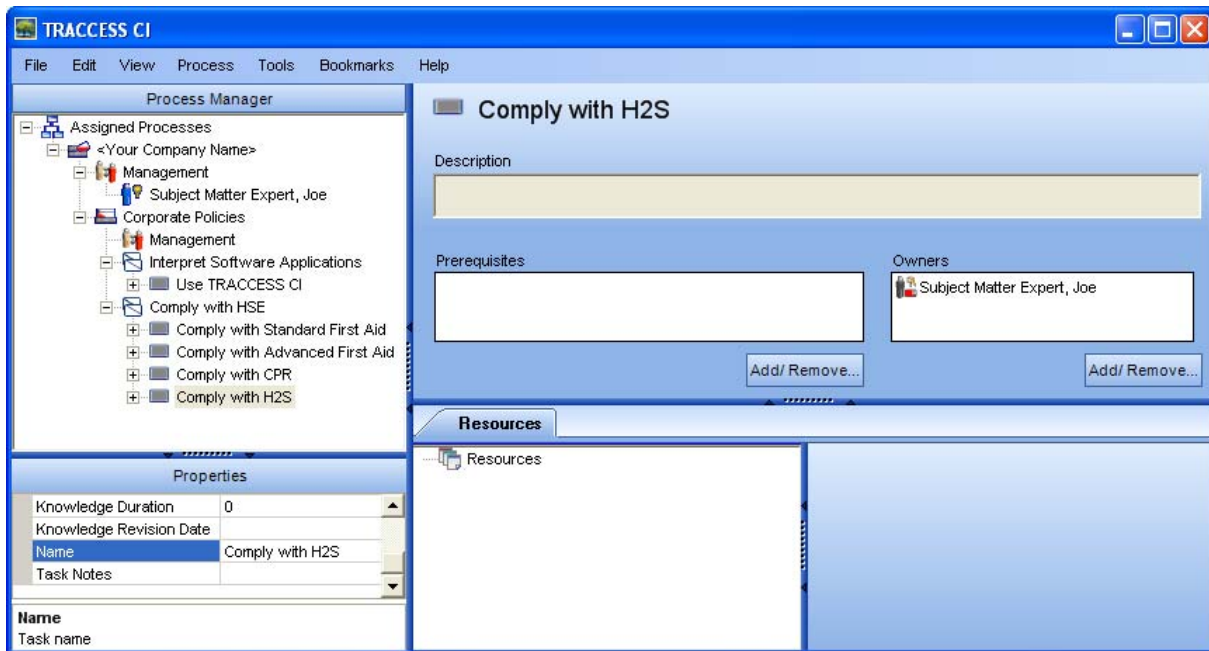 TRACCESS CI
File Edit View Process Tools Bookmarks Help
Process Manager
Assigned Processes
<Your Company Name>
Management
Subject Matter Expert, Joe
Corporate Policies
Management
Interpret Software Applications
Use TRACCESS CI
Comply with HSE
Comply with Standard First Aid
Comply with Advanced First Aid
Comply with CPR
Comply with H2S
Properties
Knowledge Duration 0
Knowledge Revision Date
Name Comply with H2S
Task Notes
Name
Task name
Comply with H2S
Description
Prerequisites
Owners
Subject Matter Expert, Joe
Add/ Remove...
Add/ Remove...
Resources
Resources